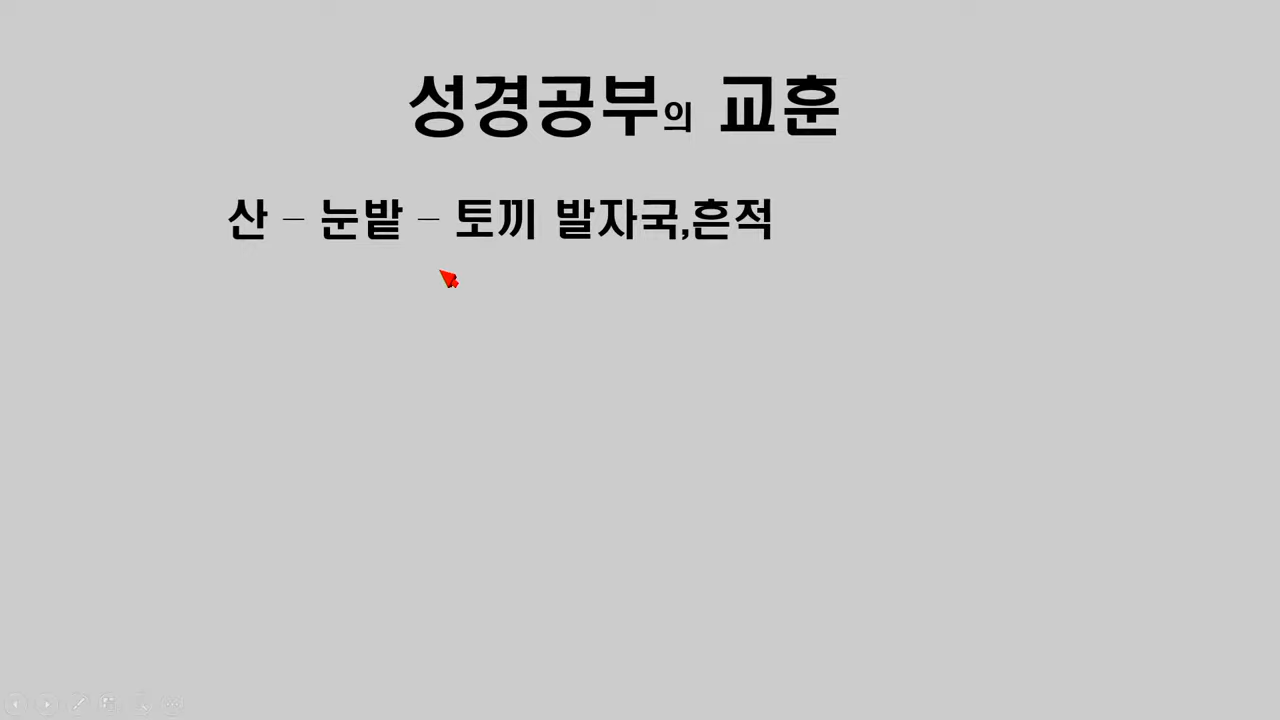 성경공부의 교훈
산 – 눈밭 – 토끼 발자국,흔적